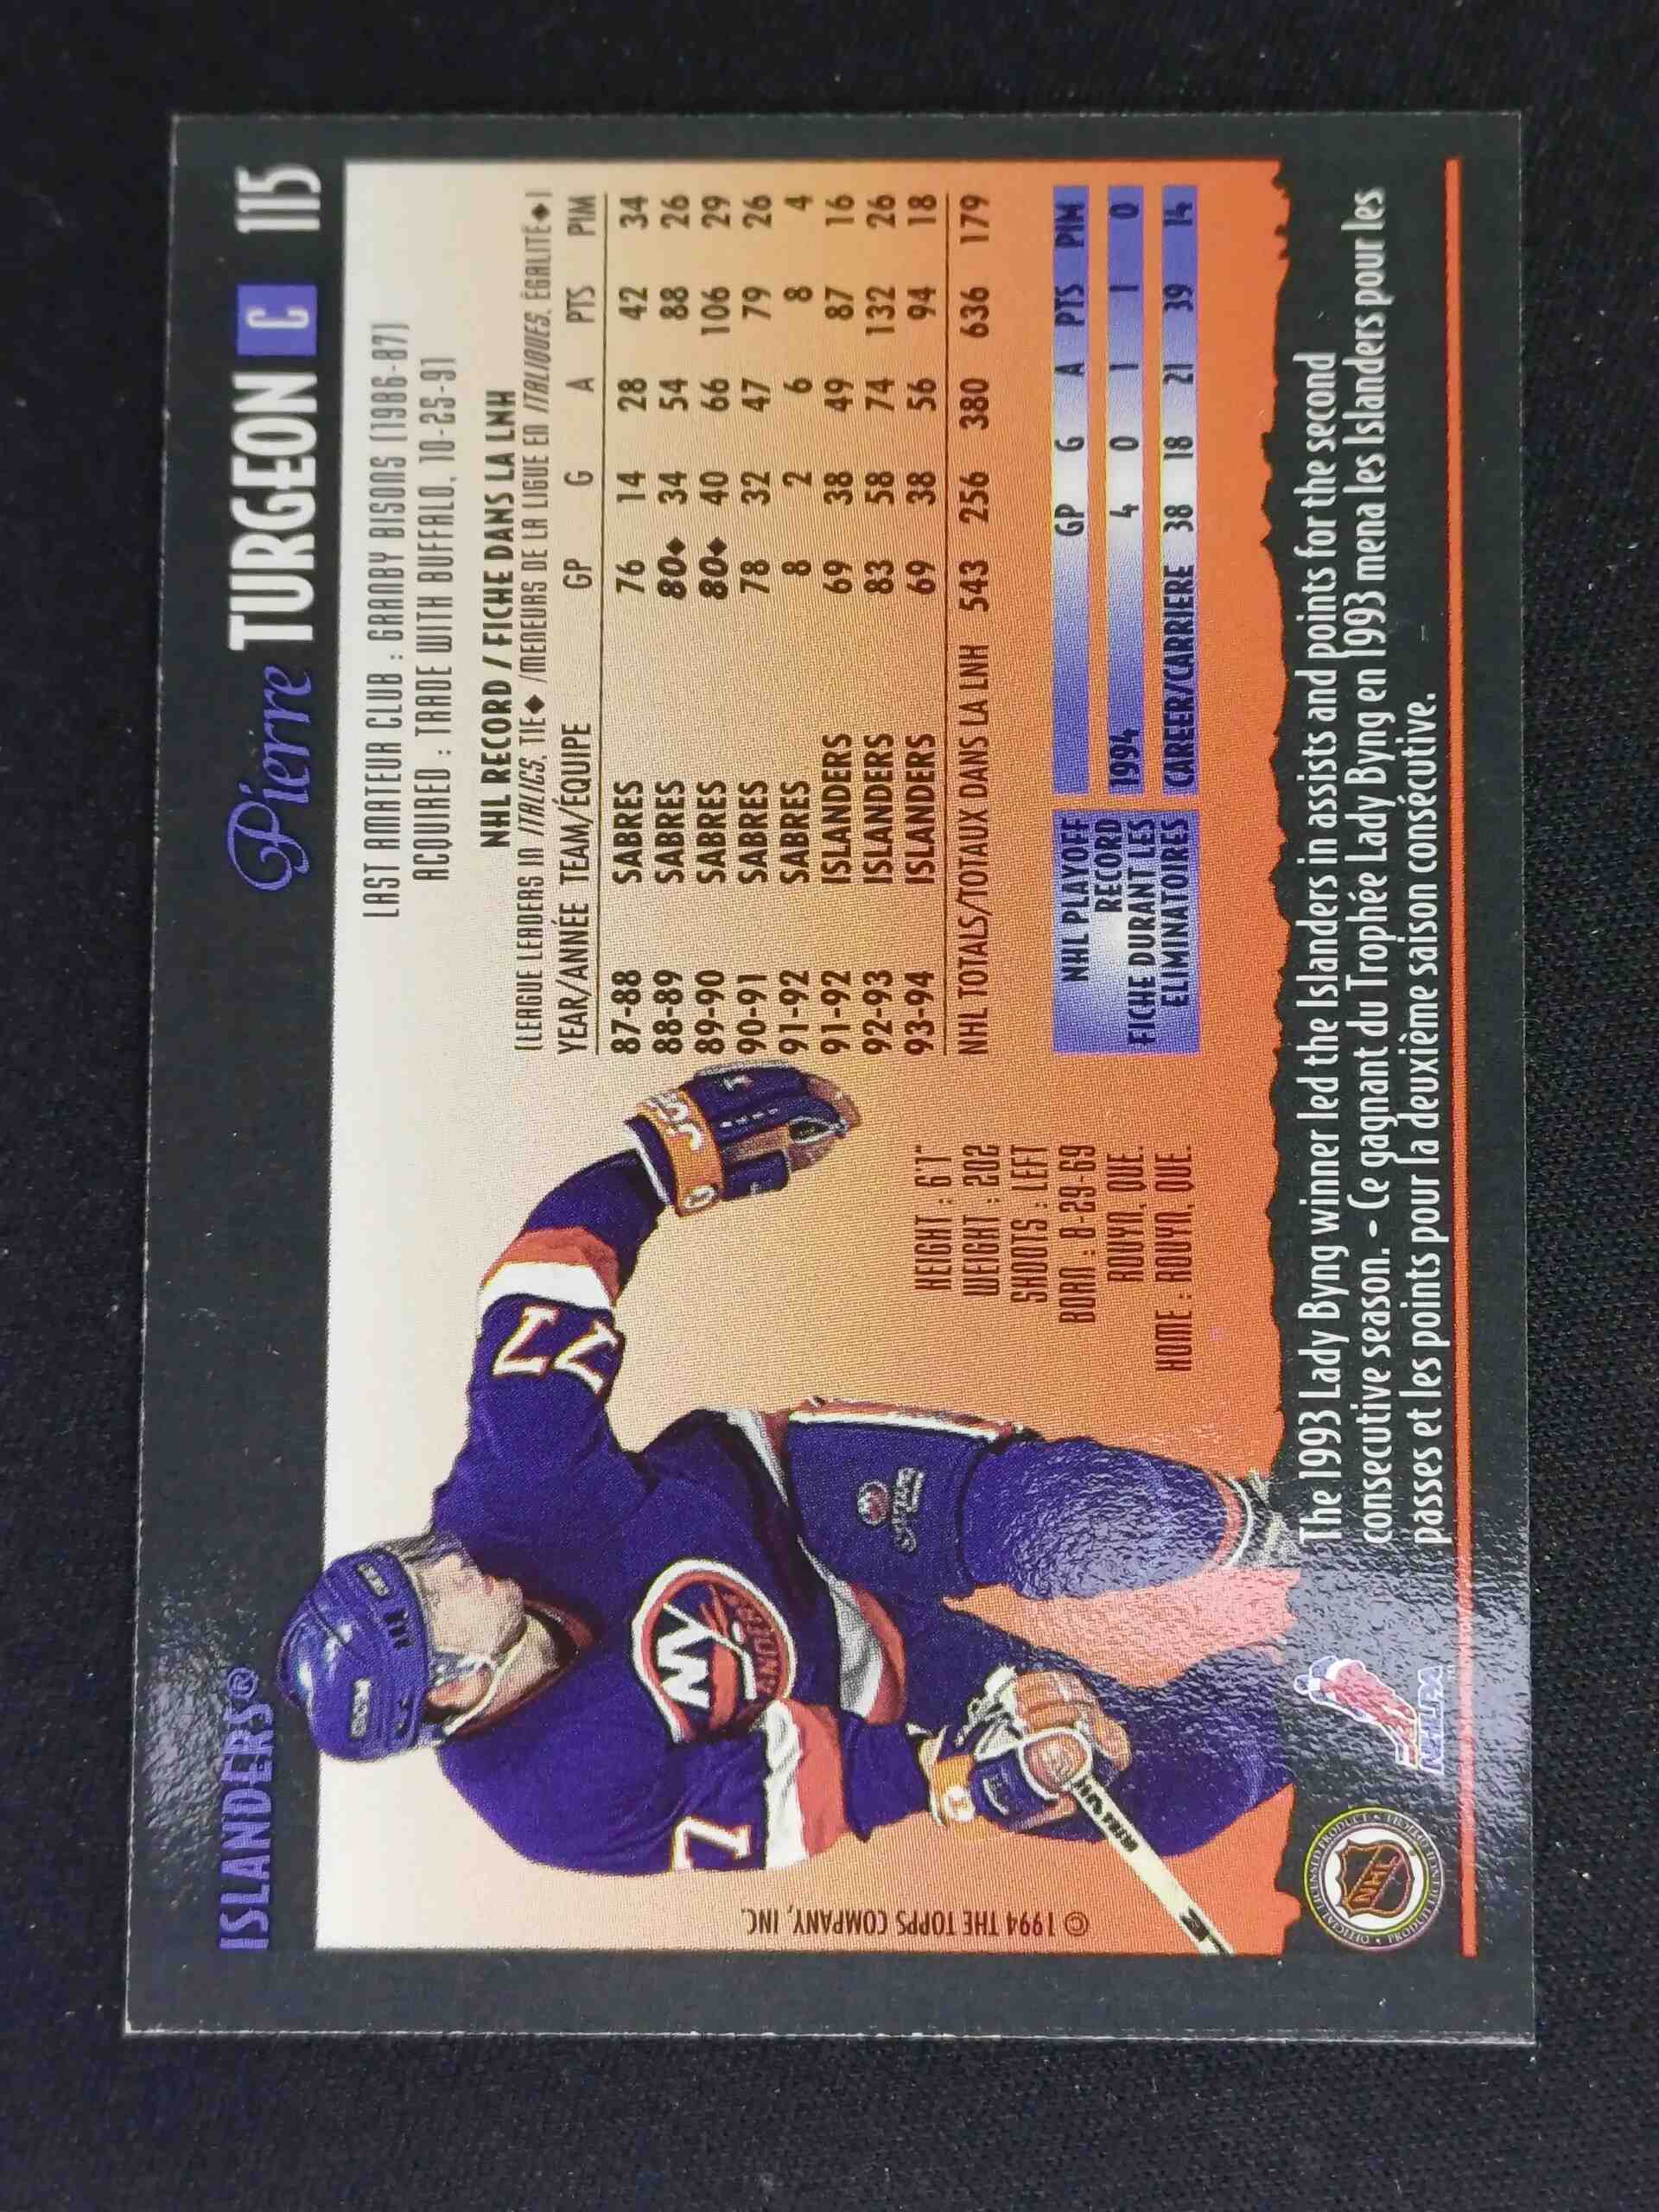 ISLANDERS®
Pierre TURGEON C 115
LAST AMATEUR CLUB : GRANBY BISONS (1986-87)
ACQUIRED : TRADE WITH BUFFALO, 10-25-91
NHL RECORD / FICHE DANS LA LNH
(LEAGUE LEADERS IN ITALICS, TIE♦ /MENEURS DE LA LIGUE EN ITALIQUES, ÉGALITÉ♦)
YEAR/ANNÉE TEAM/ÉQUIPE GP G A PTS PIM
87-88 SABRES 76 14 28 42 34
88-89 SABRES 80♦ 34 54 88 26
89-90 SABRES 80♦ 40 66 106 29
90-91 SABRES 78 32 47 79 26
91-92 SABRES 8 2 6 8 4
91-92 ISLANDERS 69 38 49 87 16
92-93 ISLANDERS 83 58 74 132 26
93-94 ISLANDERS 69 38 56 94 18
NHL TOTALS/TOTAUX DANS LA LNH 543 256 380 636 179
HEIGHT : 6'1"
WEIGHT : 202
SHOOTS : LEFT
BORN : 8-29-69
ROUYN, QUE.
HOME : ROUYN, QUE.
NHL PLAYOFF
RECORD
FICHE DURANT LES
ELIMINATOIRES
GP G A PTS PIM
1994 4 0 1 1 0
CAREER/CARRIERE 38 18 21 39 14
© 1994 THE TOPPS COMPANY, INC.
The 1993 Lady Byng winner led the Islanders in assists and points for the second
consecutive season. - Ce gagnant du Trophée Lady Byng en 1993 mena les Islanders pour les
passes et les points pour la deuxième saison consécutive.
NHL
NHLPA
77
7
NY